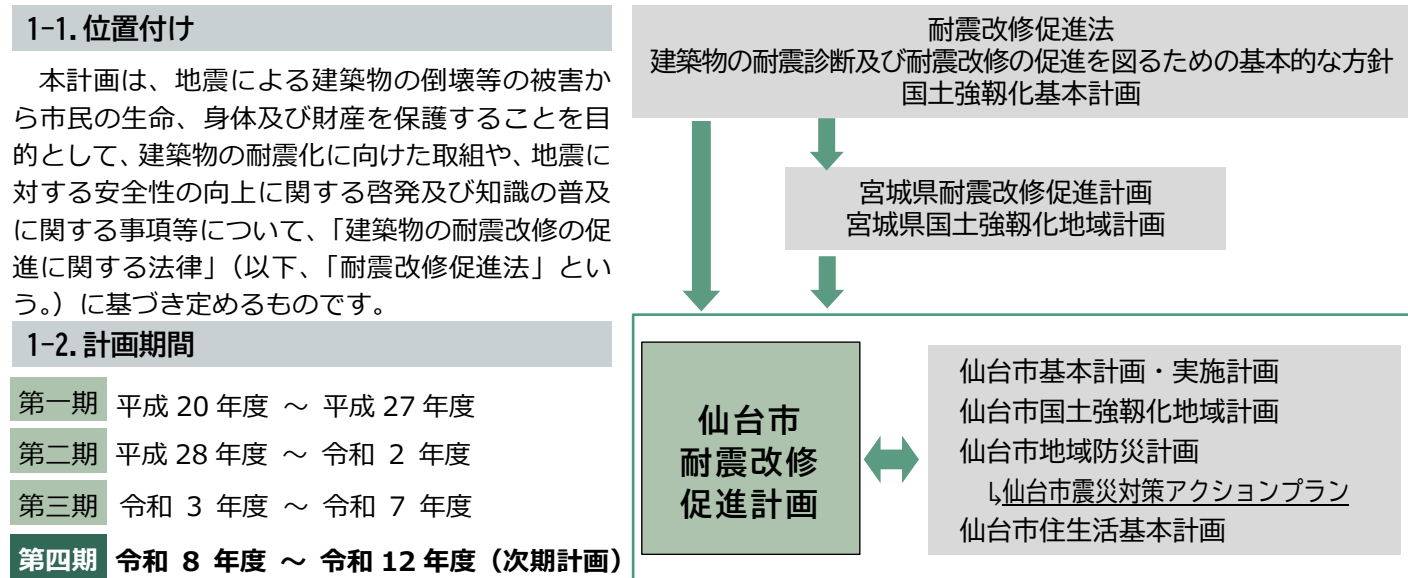 1-1.位置付け
本計画は、地震による建築物の倒壊等の被害か
ら市民の生命、身体及び財産を保護することを目
的として、建築物の耐震化に向けた取組や、地震に
対する安全性の向上に関する啓発及び知識の普及
に関する事項等について、「建築物の耐震改修の促
進に関する法律」（以下、「耐震改修促進法」とい
う。）に基づき定めるものです。
1-2.計画期間
第一期 平成 20 年度 ～ 平成 27 年度
第二期 平成 28 年度 ～ 令和 2 年度
第三期 令和 3 年度 ～ 令和 7 年度
第四期 令和 8 年度 ～ 令和 12 年度（次期計画）
耐震改修促進法
建築物の耐震診断及び耐震改修の促進を図るための基本的な方針
国土強靱化基本計画
宮城県耐震改修促進計画
宮城県国土強靱化地域計画
仙台市
耐震改修
促進計画
仙台市基本計画・実施計画
仙台市国土強靱化地域計画
仙台市地域防災計画
↳仙台市震災対策アクションプラン
仙台市住生活基本計画